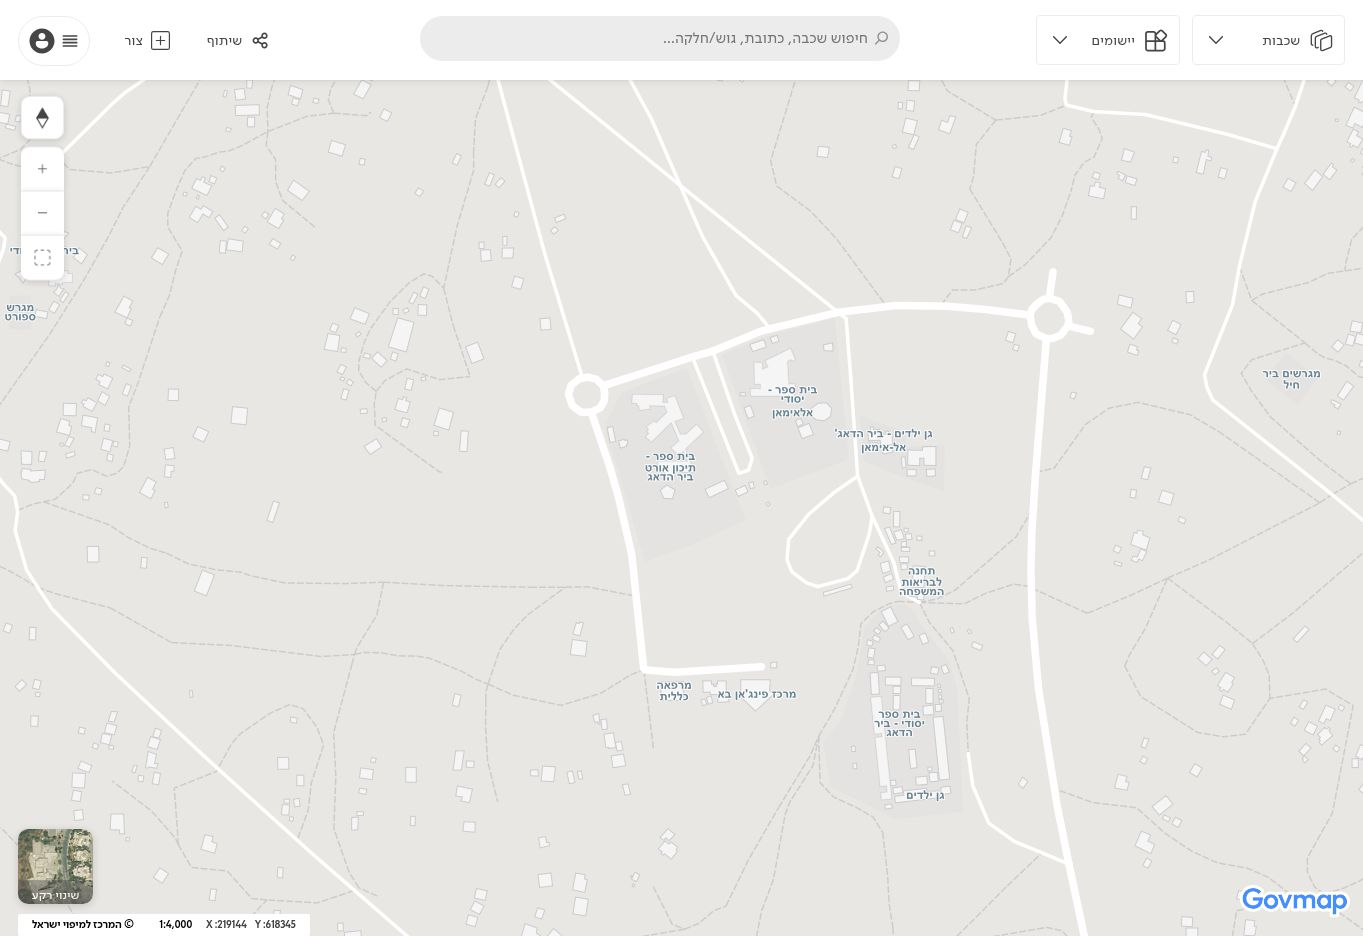 שכבות
יישומים
חיפוש שכבה, כתובת, גוש/חלקה...
שיתוף
צור
מגרש
ספורט
בית ספר -
יסודי
אלאימאן
מגרשים ביר
חיל
גן ילדים - ביר הדאג'
אל-אימאן
בית ספר -
תיכון אורט
ביר הדאג
תחנה
לבריאות
המשפחה
מרפאה
כללית
מרכז פינג'אן בא
בית ספר
יסודי - ביר
הדאג
גן ילדים
שינוי רקע
Govmap
© המרכז למיפוי ישראל
1:4,000
X :219144
Y :618345